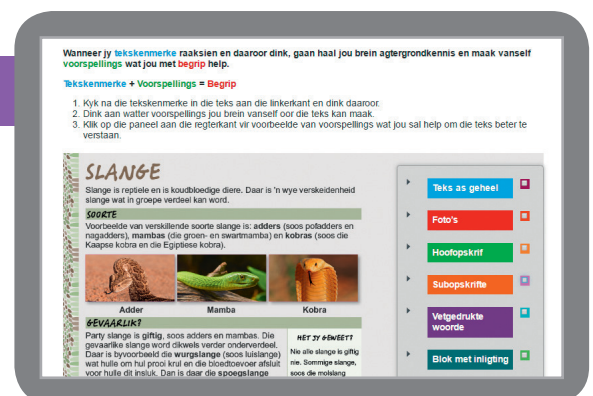 Wanneer jy tekskenmerke raaksien en daaroor dink, gaan haal jou brein agtergrondkennis en maak vanself
voorspellings wat jou met begrip help.
Tekskenmerke + Voorspellings = Begrip
1. Kyk na die tekskenmerke in die teks aan die linkerkant en dink daaroor.
2. Dink aan watter voorspellings jou brein vanself oor die teks kan maak.
3. Klik op die paneel aan die regterkant vir voorbeelde van voorspellings wat jou sal help om die teks beter te
verstaan.
SLANGE
Slange is reptiele en is koudbloedige diere. Daar is 'n wye verskeidenheid
slange wat in groepe verdeel kan word.
SOORTE
Voorbeelde van verskillende soorte slange is: adders (soos pofadders en
nagadders), mambas (die groen- en swartmamba) en kobras (soos die
Kaapse kobra en die Egiptiese kobra).
Adder Mamba Kobra
GEVAARLIK?
Party slange is giftig, soos adders en mambas. Die
gevaarlike slange word dikwels verder onderverdeel.
Daar is byvoorbeeld die wurgslange (soos luislange)
wat hulle om hul prooi krul en die bloedtoevoer afsluit
voor hulle dit insluk. Dan is daar die spoegslange
HET JY GEWEET?
Nie alle slange is giftig
nie. Sommige slange,
soos die molslang
Teks as geheel
Foto's
Hoofopskrif
Subopskrifte
Vetgedrukte
woorde
Blok met inligting